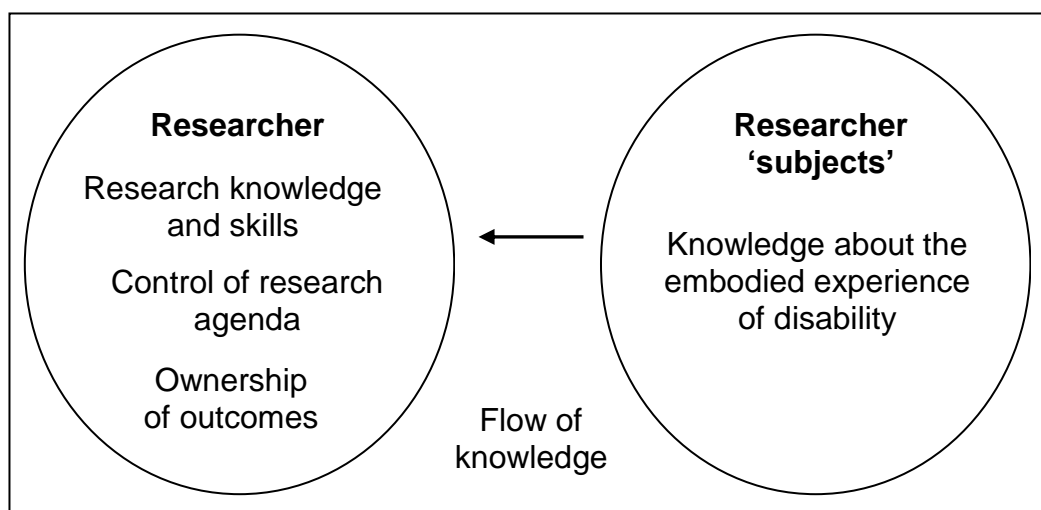 Researcher
Research knowledge
and skills
Control of research
agenda
Ownership
of outcomes
Flow of
knowledge
Researcher
‘subjects’
Knowledge about the
embodied experience
of disability